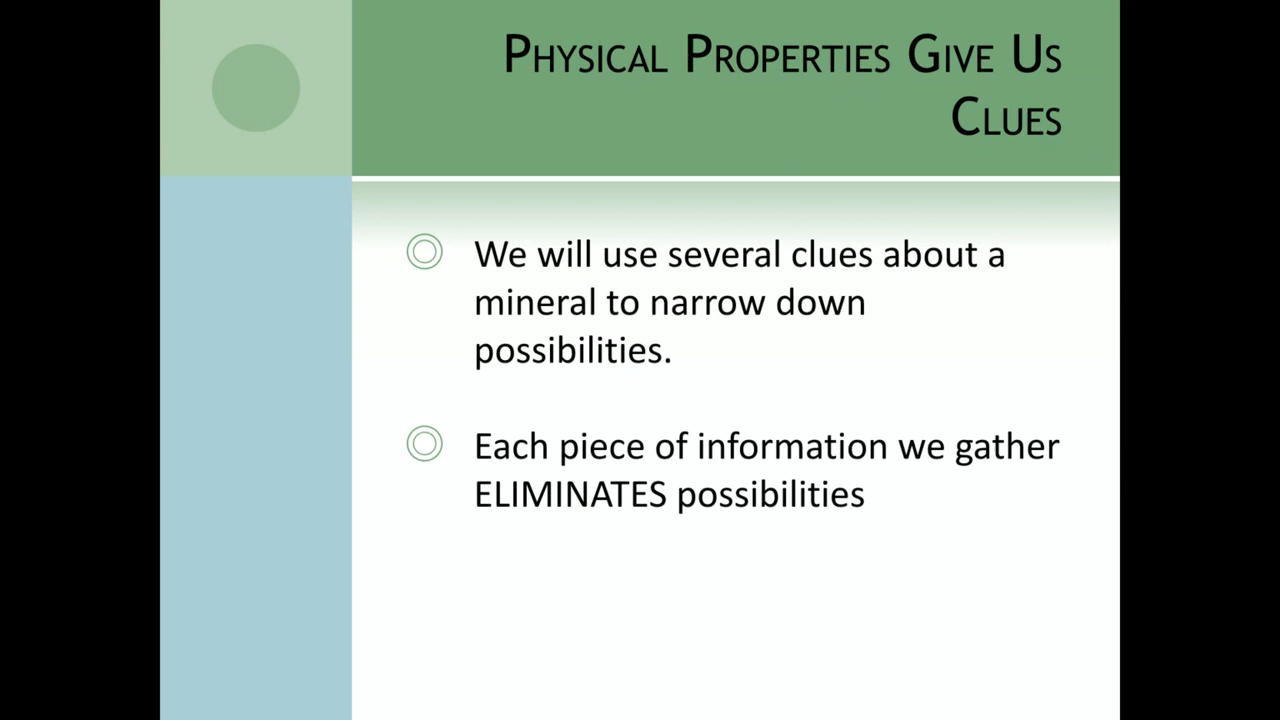 Physical Properties Give Us
Clues
We will use several clues about a
mineral to narrow down
possibilities.
Each piece of information we gather
ELIMINATES possibilities